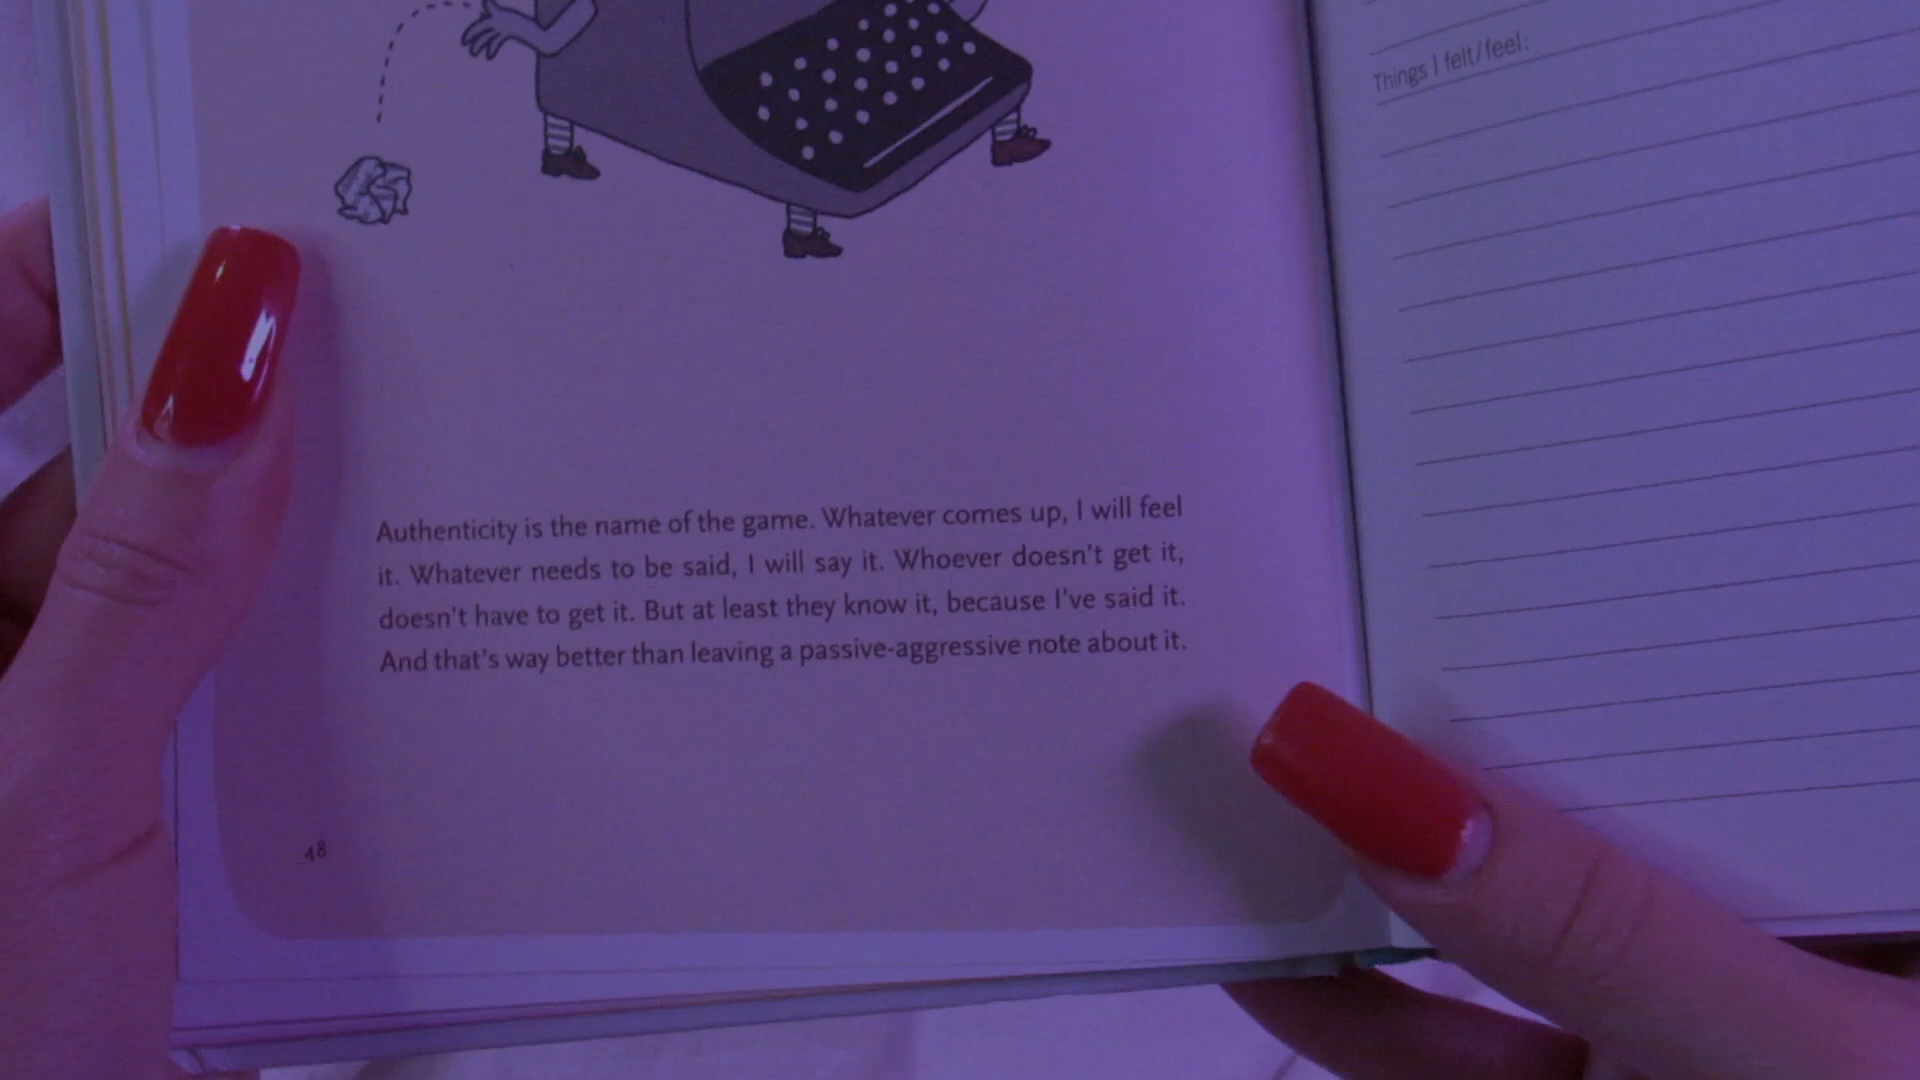 Authenticity is the name of the game. Whatever comes up, I will feel
it. Whatever needs to be said, I will say it. Whoever doesn't get it,
doesn't have to get it. But at least they know it, because I've said it.
And that's way better than leaving a passive-aggressive note about it.
48
Things I felt/feel: